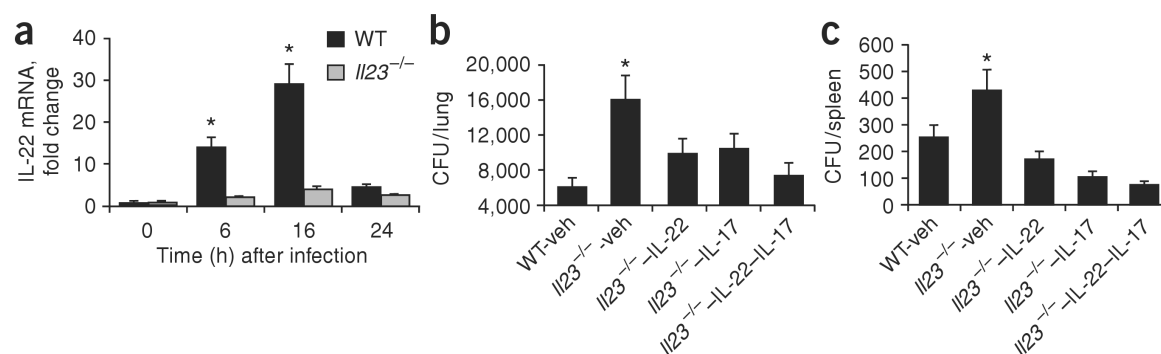 a
IL-22 mRNA,
fold change
40
30
20
10
0
WT
Il23−/−
*
*
0 6 16 24
Time (h) after infection
b
CFU/lung
20,000
16,000
12,000
8,000
4,000
*
WT-veh
Il23−/−-veh
Il23−/−–IL-22
Il23−/−–IL-17
Il23−/−–IL-22–IL-17
c
CFU/spleen
600
500
400
300
200
100
0
*
WT-veh
Il23−/−-veh
Il23−/−–IL-22
Il23−/−–IL-17
Il23−/−–IL-22–IL-17